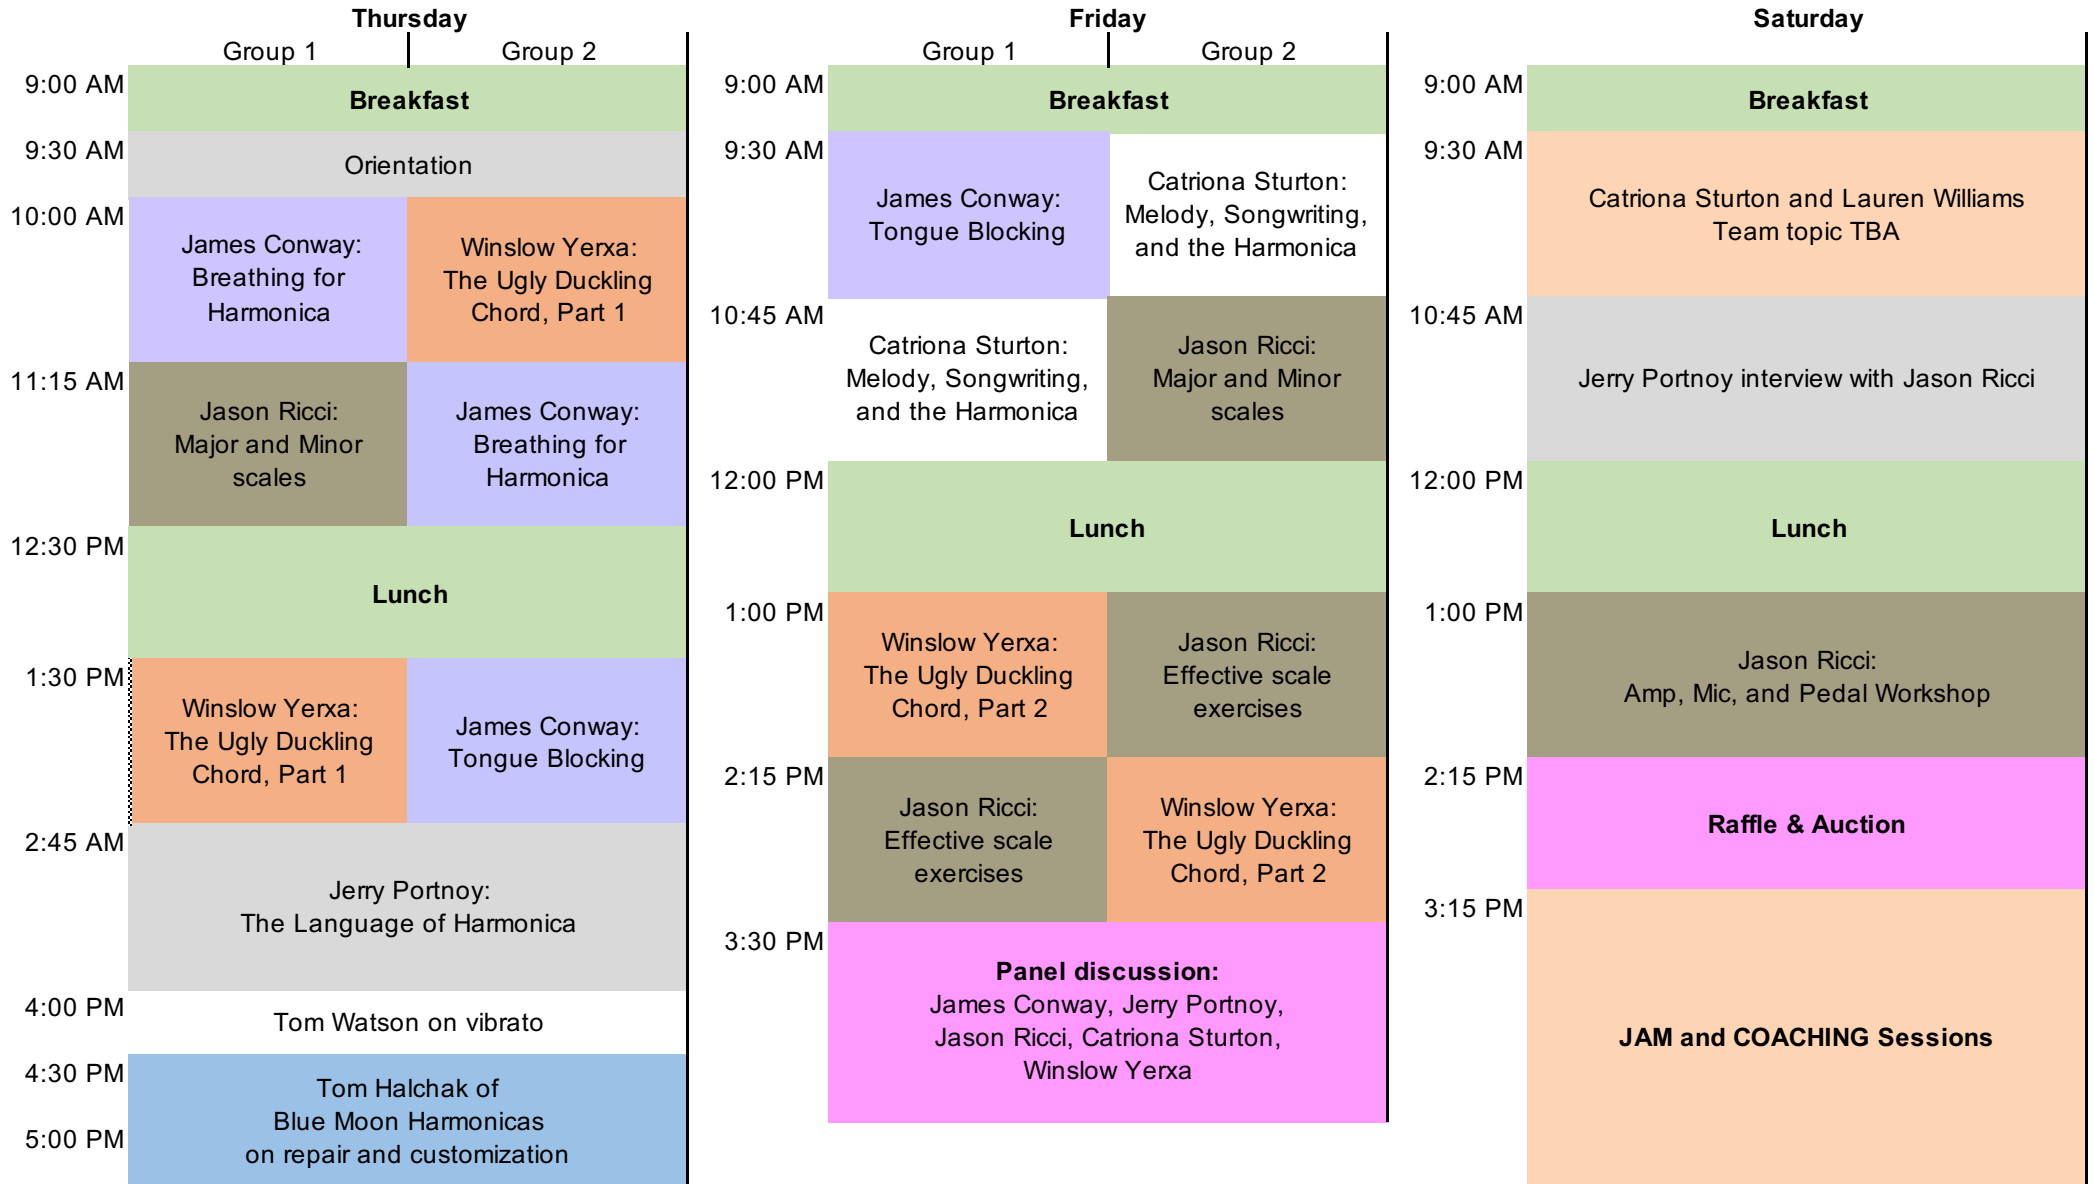 Thursday
Group 1
Group 2
9:00 AM
Breakfast
9:30 AM
Orientation
10:00 AM
James Conway:
Breathing for
Harmonica
Winslow Yerxa:
The Ugly Duckling
Chord, Part 1
11:15 AM
Jason Ricci:
Major and Minor
scales
James Conway:
Breathing for
Harmonica
12:30 PM
Lunch
1:30 PM
Winslow Yerxa:
The Ugly Duckling
Chord, Part 1
James Conway:
Tongue Blocking
2:45 AM
Jerry Portnoy:
The Language of Harmonica
4:00 PM
Tom Watson on vibrato
4:30 PM
Tom Halchak of
Blue Moon Harmonicas
on repair and customization
5:00 PM
Friday
Group 1
Group 2
9:00 AM
Breakfast
9:30 AM
James Conway:
Tongue Blocking
Catriona Sturton:
Melody, Songwriting,
and the Harmonica
10:45 AM
Catriona Sturton:
Melody, Songwriting,
and the Harmonica
Jason Ricci:
Major and Minor
scales
12:00 PM
Lunch
1:00 PM
Winslow Yerxa:
The Ugly Duckling
Chord, Part 2
Jason Ricci:
Effective scale
exercises
2:15 PM
Jason Ricci:
Effective scale
exercises
Winslow Yerxa:
The Ugly Duckling
Chord, Part 2
3:30 PM
Panel discussion:
James Conway, Jerry Portnoy,
Jason Ricci, Catriona Sturton,
Winslow Yerxa
Saturday
9:00 AM
Breakfast
9:30 AM
Catriona Sturton and Lauren Williams
Team topic TBA
10:45 AM
Jerry Portnoy interview with Jason Ricci
12:00 PM
Lunch
1:00 PM
Jason Ricci:
Amp, Mic, and Pedal Workshop
2:15 PM
Raffle & Auction
3:15 PM
JAM and COACHING Sessions